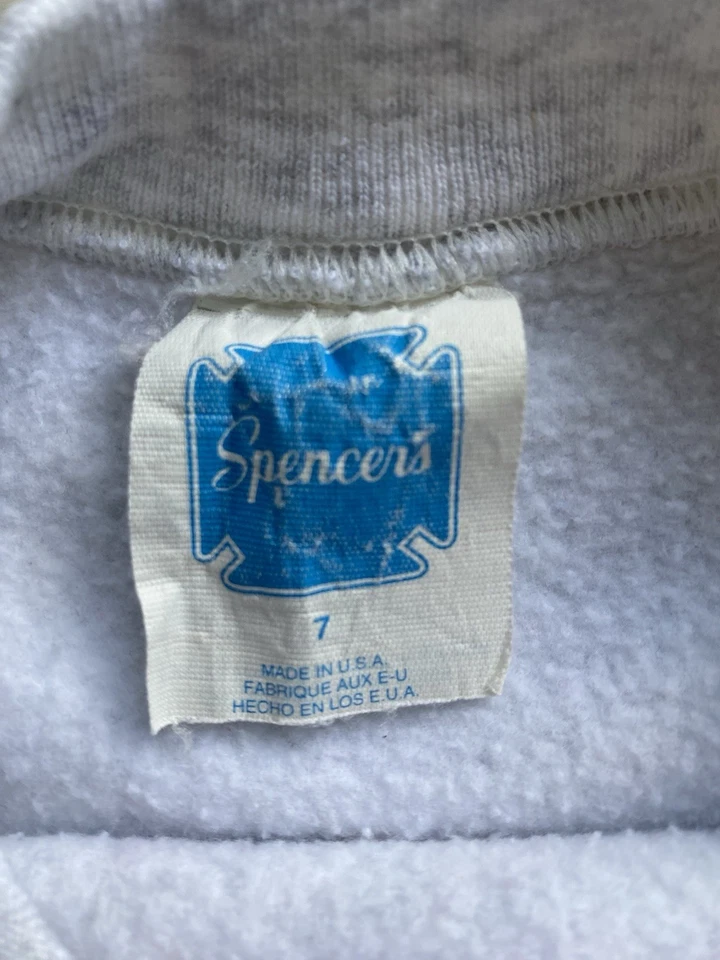 Spencer's
7
MADE IN U.S.A.
FABRIQUE AUX E-U
HECHO EN LOS E.U.A.